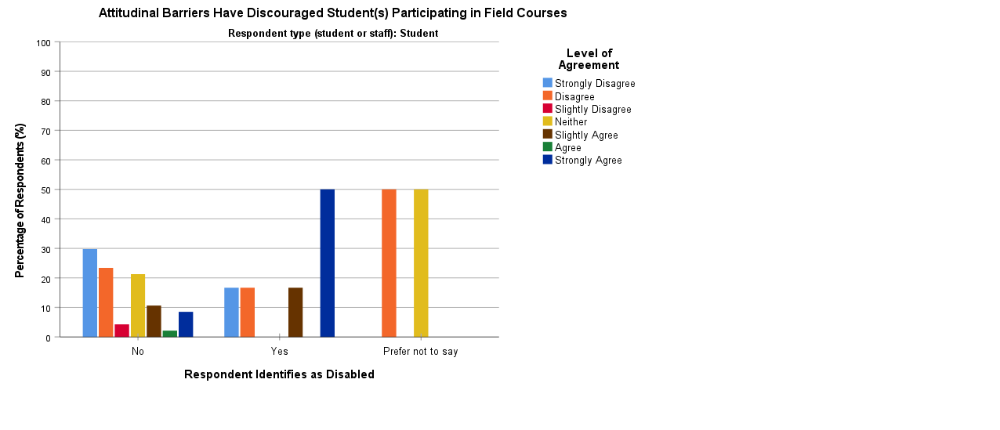 Attitudinal Barriers Have Discouraged Student(s) Participating in Field Courses
Respondent type (student or staff): Student
100
90
80
70
60
50
40
30
20
10
0
Percentage of Respondents (%)
No
Yes
Prefer not to say
Respondent Identifies as Disabled
Level of
Agreement
Strongly Disagree
Disagree
Slightly Disagree
Neither
Slightly Agree
Agree
Strongly Agree